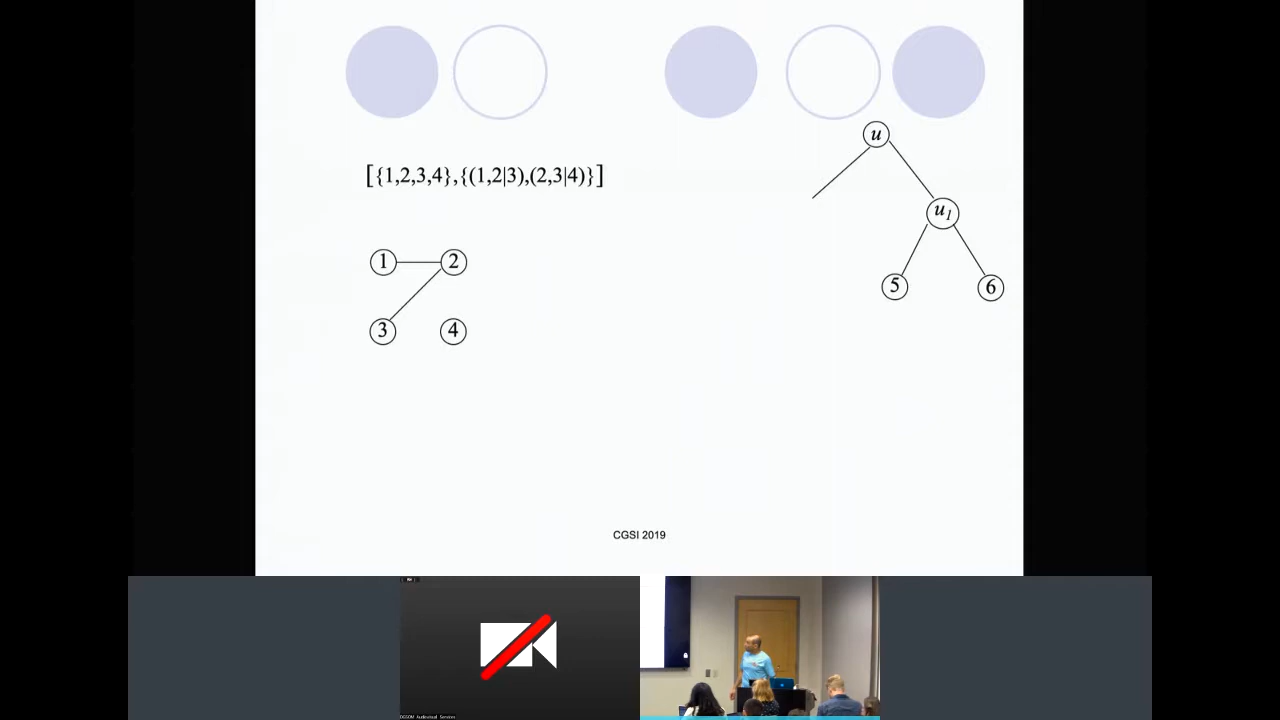 u
[{1,2,3,4},{(1,2|3),(2,3|4)}]
u1
1 2
5 6
3 4
CGSI 2019